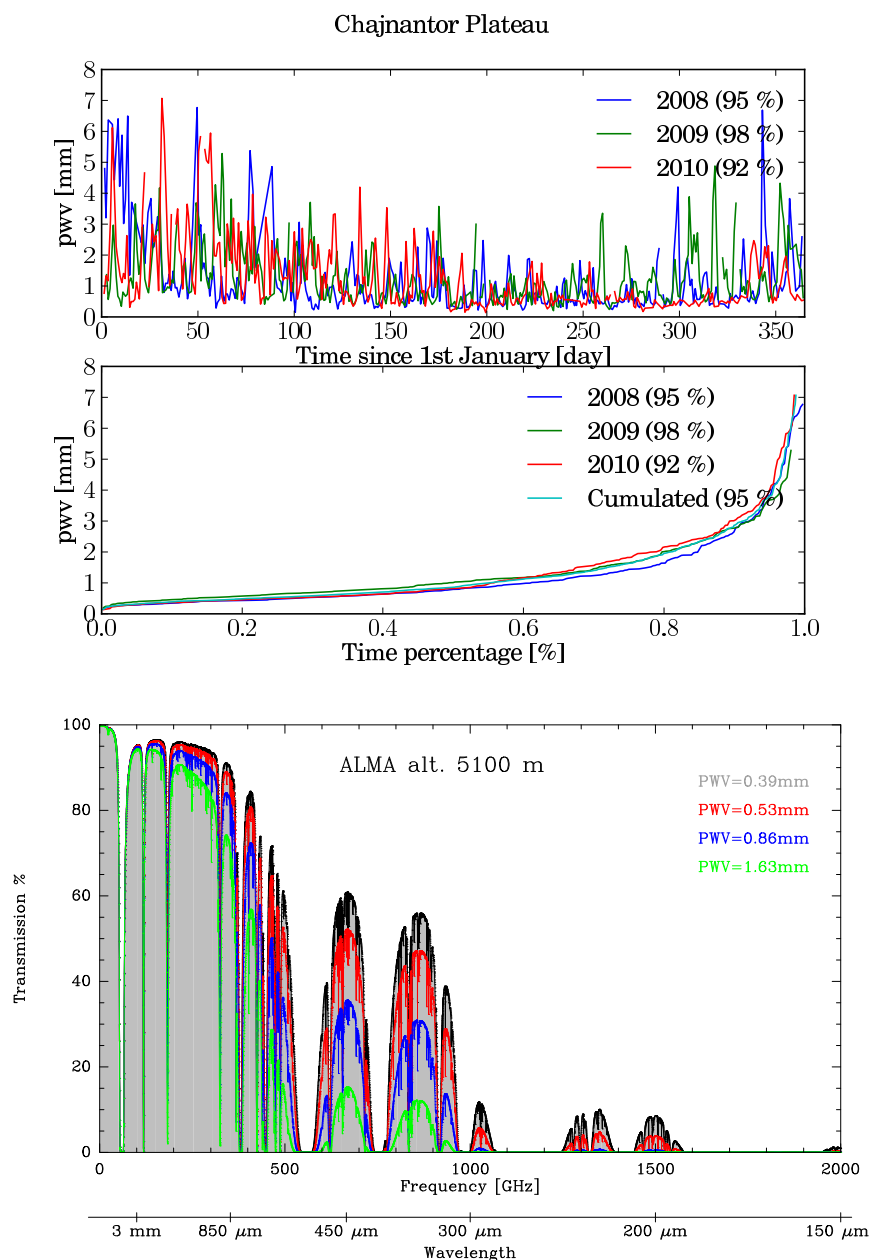 Chajnantor Plateau
8
7
6
5
4
3
2
1
0
pwv [mm]
2008 (95 %)
2009 (98 %)
2010 (92 %)
0 50 100 150 200 250 300 350
Time since 1st January [day]
8
7
6
5
4
3
2
1
0
pwv [mm]
2008 (95 %)
2009 (98 %)
2010 (92 %)
Cumulated (95 %)
0.0 0.2 0.4 0.6 0.8 1.0
Time percentage [%]
100
80
60
40
20
0
Transmission %
ALMA alt. 5100 m
PWV=0.39mm
PWV=0.53mm
PWV=0.86mm
PWV=1.63mm
0 500 1000 1500 2000
Frequency [GHz]
3 mm 850 μm 450 μm 300 μm 200 μm 150 μm
Wavelength